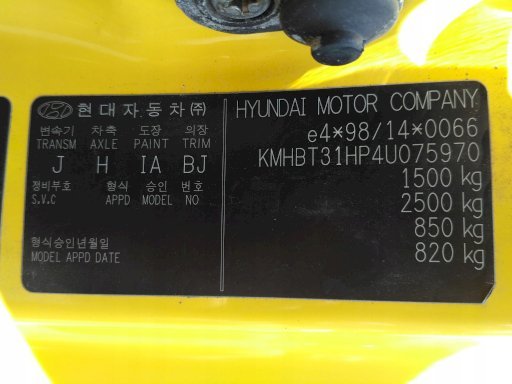 현대자동차㈜
변속기 차축 도장 의장
TRANSM AXLE PAINT TRIM
J H IA BJ
정비부호 형식 승인 번호
S.V.C APPD MODEL NO
형식승인년월일
MODEL APPD DATE
HYUNDAI MOTOR COMPANY
e4*98/14*0066
KMHBT31HP4U075970
1500 kg
2500 kg
850 kg
820 kg